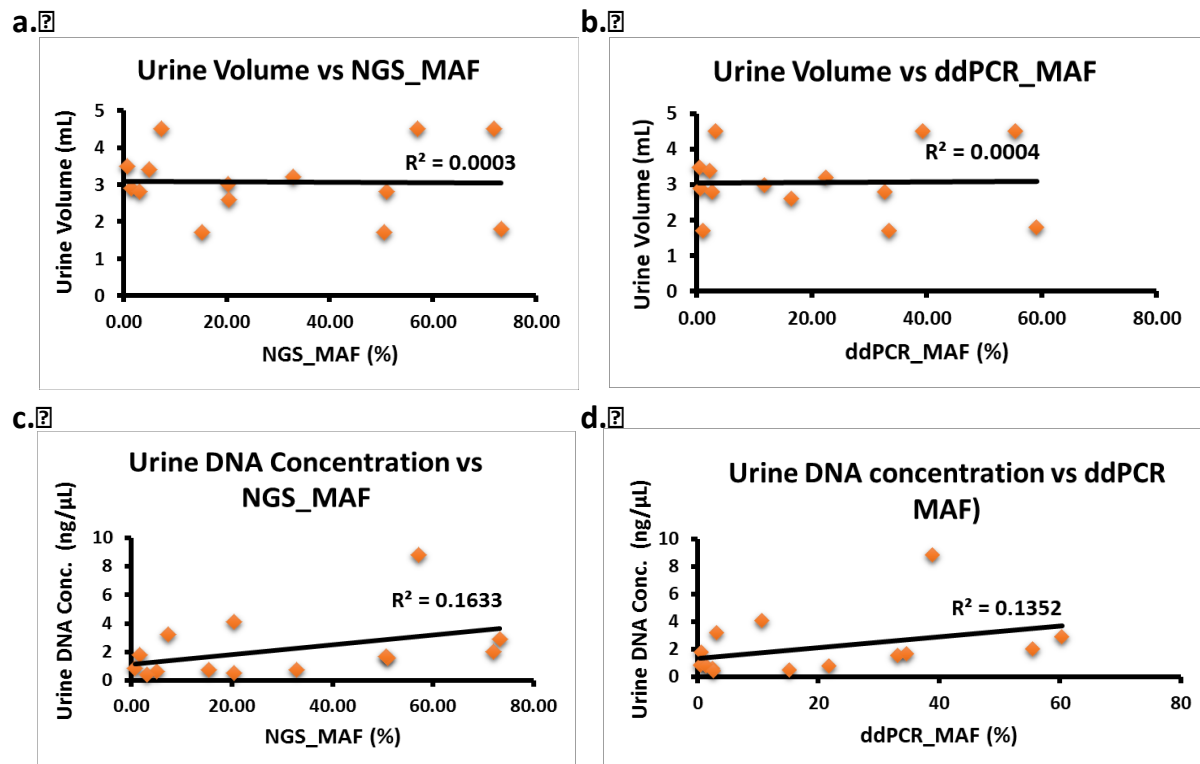 a.⍰
Urine Volume vs NGS_MAF
Urine Volume (mL)
5
4
3
2
1
0
R² = 0.0003
0.00 20.00 40.00 60.00 80.00
NGS_MAF (%)
b.⍰
Urine Volume vs ddPCR_MAF
Urine Volume (mL)
5
4
3
2
1
0
R² = 0.0004
0.00 20.00 40.00 60.00 80.00
ddPCR_MAF (%)
c.⍰
Urine DNA Concentration vs
NGS_MAF
Urine DNA Conc. (ng/µL)
10
8
6
4
2
0
R² = 0.1633
0.00 20.00 40.00 60.00 80.00
NGS_MAF (%)
d.⍰
Urine DNA concentration vs ddPCR
MAF)
Urine DNA Conc. (ng/µL)
10
8
6
4
2
0
R² = 0.1352
0 20 40 60 80
ddPCR_MAF (%)